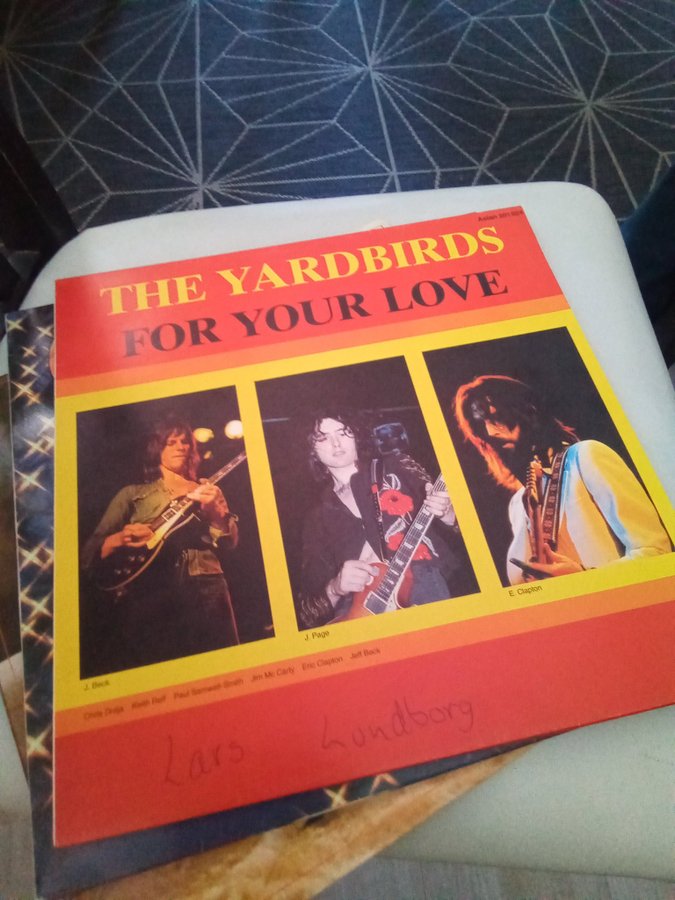 THE YARDBIRDS
FOR YOUR LOVE
J. Beck
J. Page
E. Clapton
Chris Dreja Keith Relf Paul Samwell-Smith Jim Mc Carty Eric Clapton Jeff Beck
Lars Lundborg